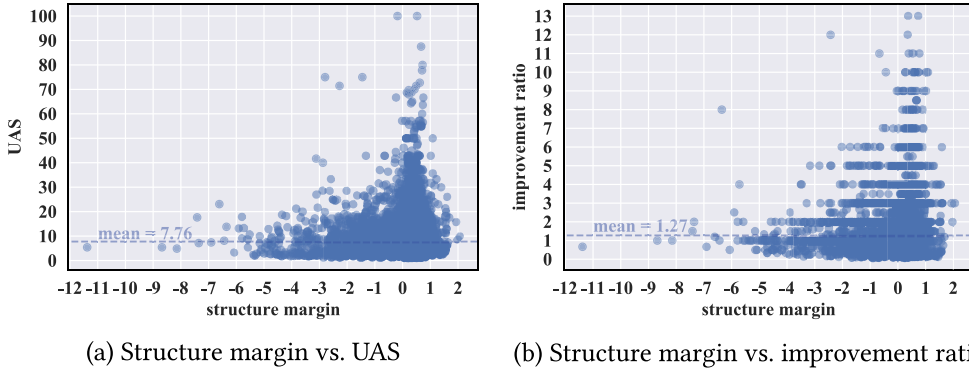 100
90
80
70
60
50
40
30
20
10
0
UAS
mean = 7.76
-12 -11 -10 -9 -8 -7 -6 -5 -4 -3 -2 -1 0 1 2
structure margin
(a) Structure margin vs. UAS
13
12
11
10
9
8
7
6
5
4
3
2
1
0
improvement ratio
mean = 1.27
-12 -11 -10 -9 -8 -7 -6 -5 -4 -3 -2 -1 0 1 2
structure margin
(b) Structure margin vs. improvement rati